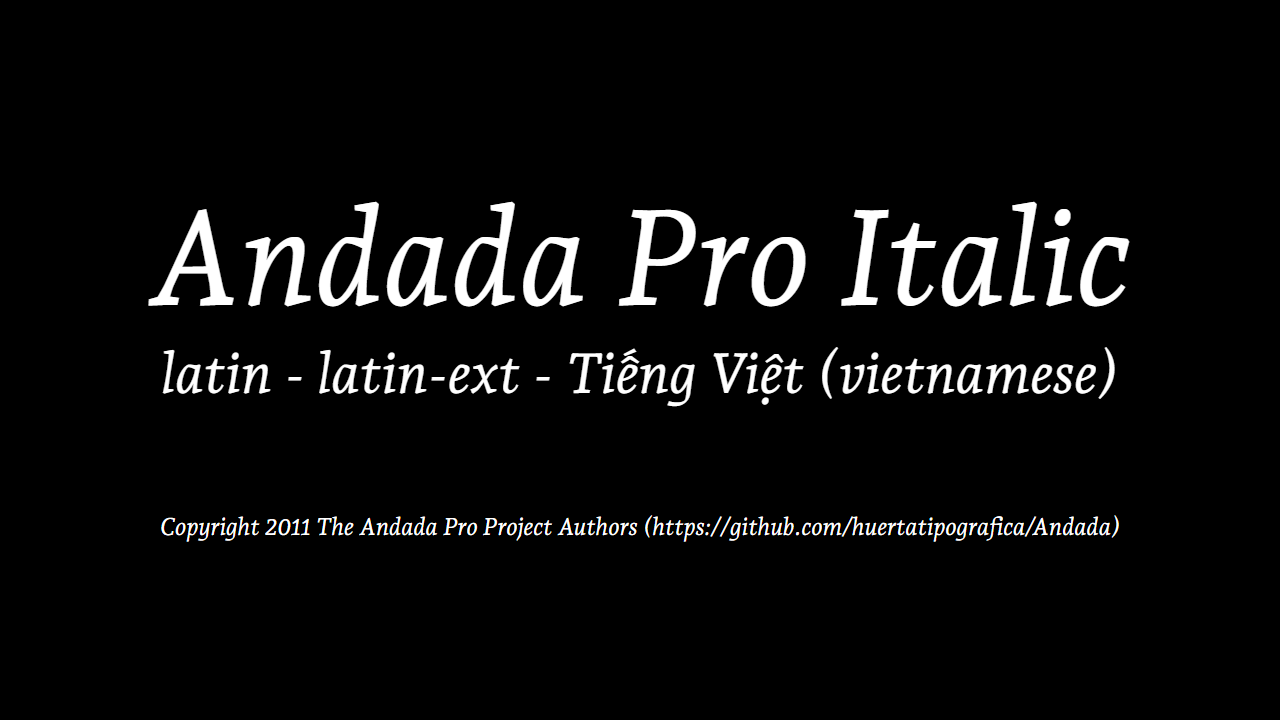 Andada Pro Italic
latin - latin-ext - Tiếng Việt (vietnamese)
Copyright 2011 The Andada Pro Project Authors (https://github.com/huertatipografica/Andada)